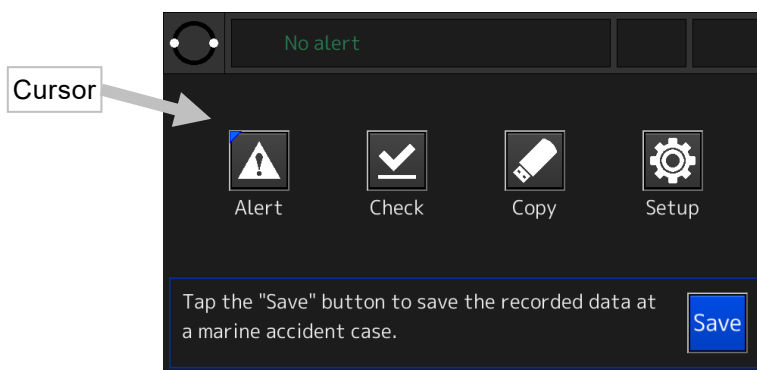 No alert
Cursor
Alert Check Copy Setup
Tap the "Save" button to save the recorded data at
a marine accident case.
Save